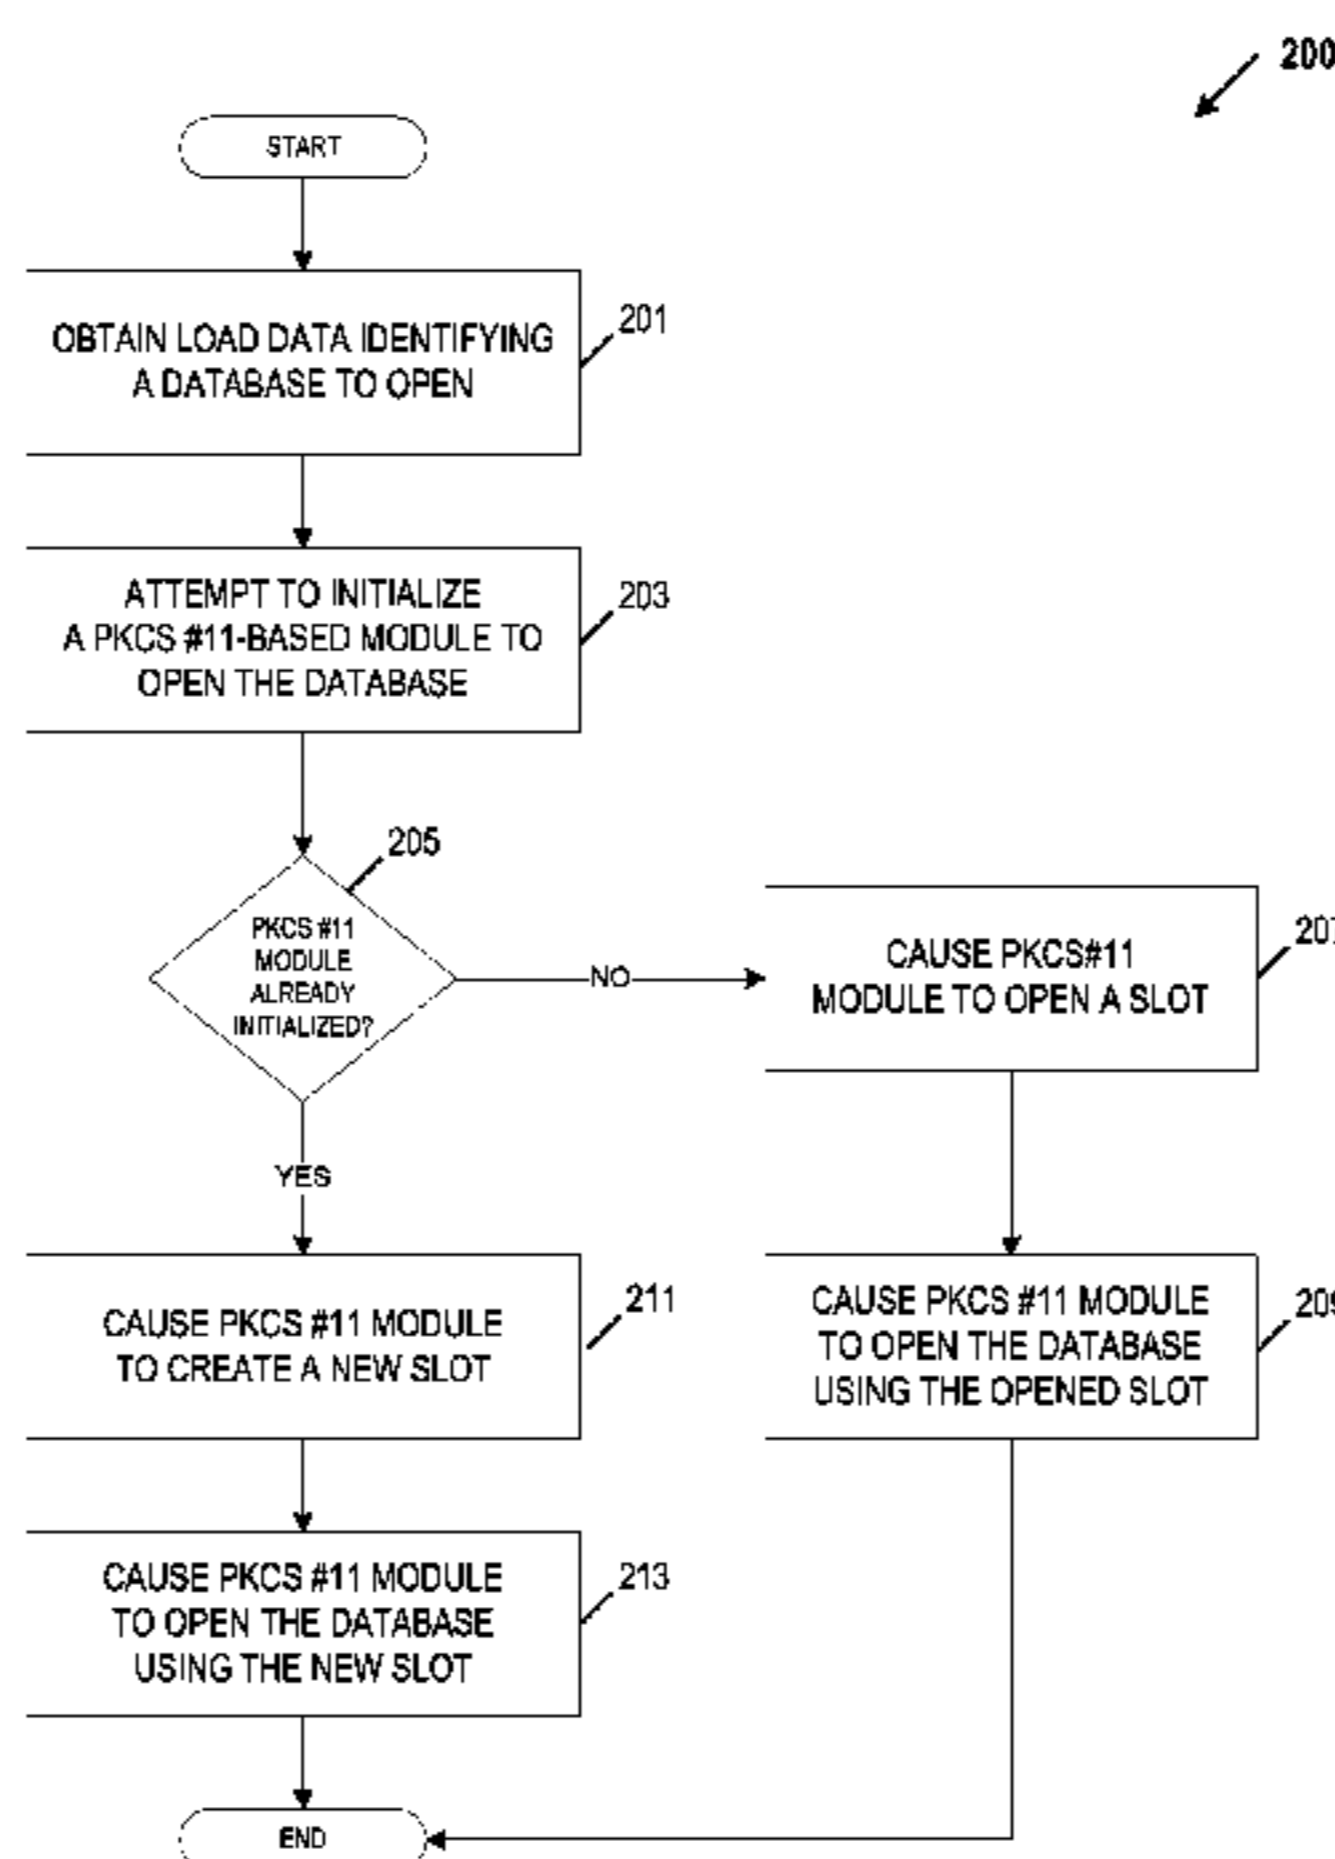 200
START
OBTAIN LOAD DATA IDENTIFYING
A DATABASE TO OPEN
201
ATTEMPT TO INITIALIZE
A PKCS #11-BASED MODULE TO
OPEN THE DATABASE
203
205
PKCS #11
MODULE
ALREADY
INITIALIZED?
NO
CAUSE PKCS#11
MODULE TO OPEN A SLOT
207
YES
CAUSE PKCS #11 MODULE
TO CREATE A NEW SLOT
211
CAUSE PKCS #11 MODULE
TO OPEN THE DATABASE
USING THE OPENED SLOT
209
CAUSE PKCS #11 MODULE
TO OPEN THE DATABASE
USING THE NEW SLOT
213
END